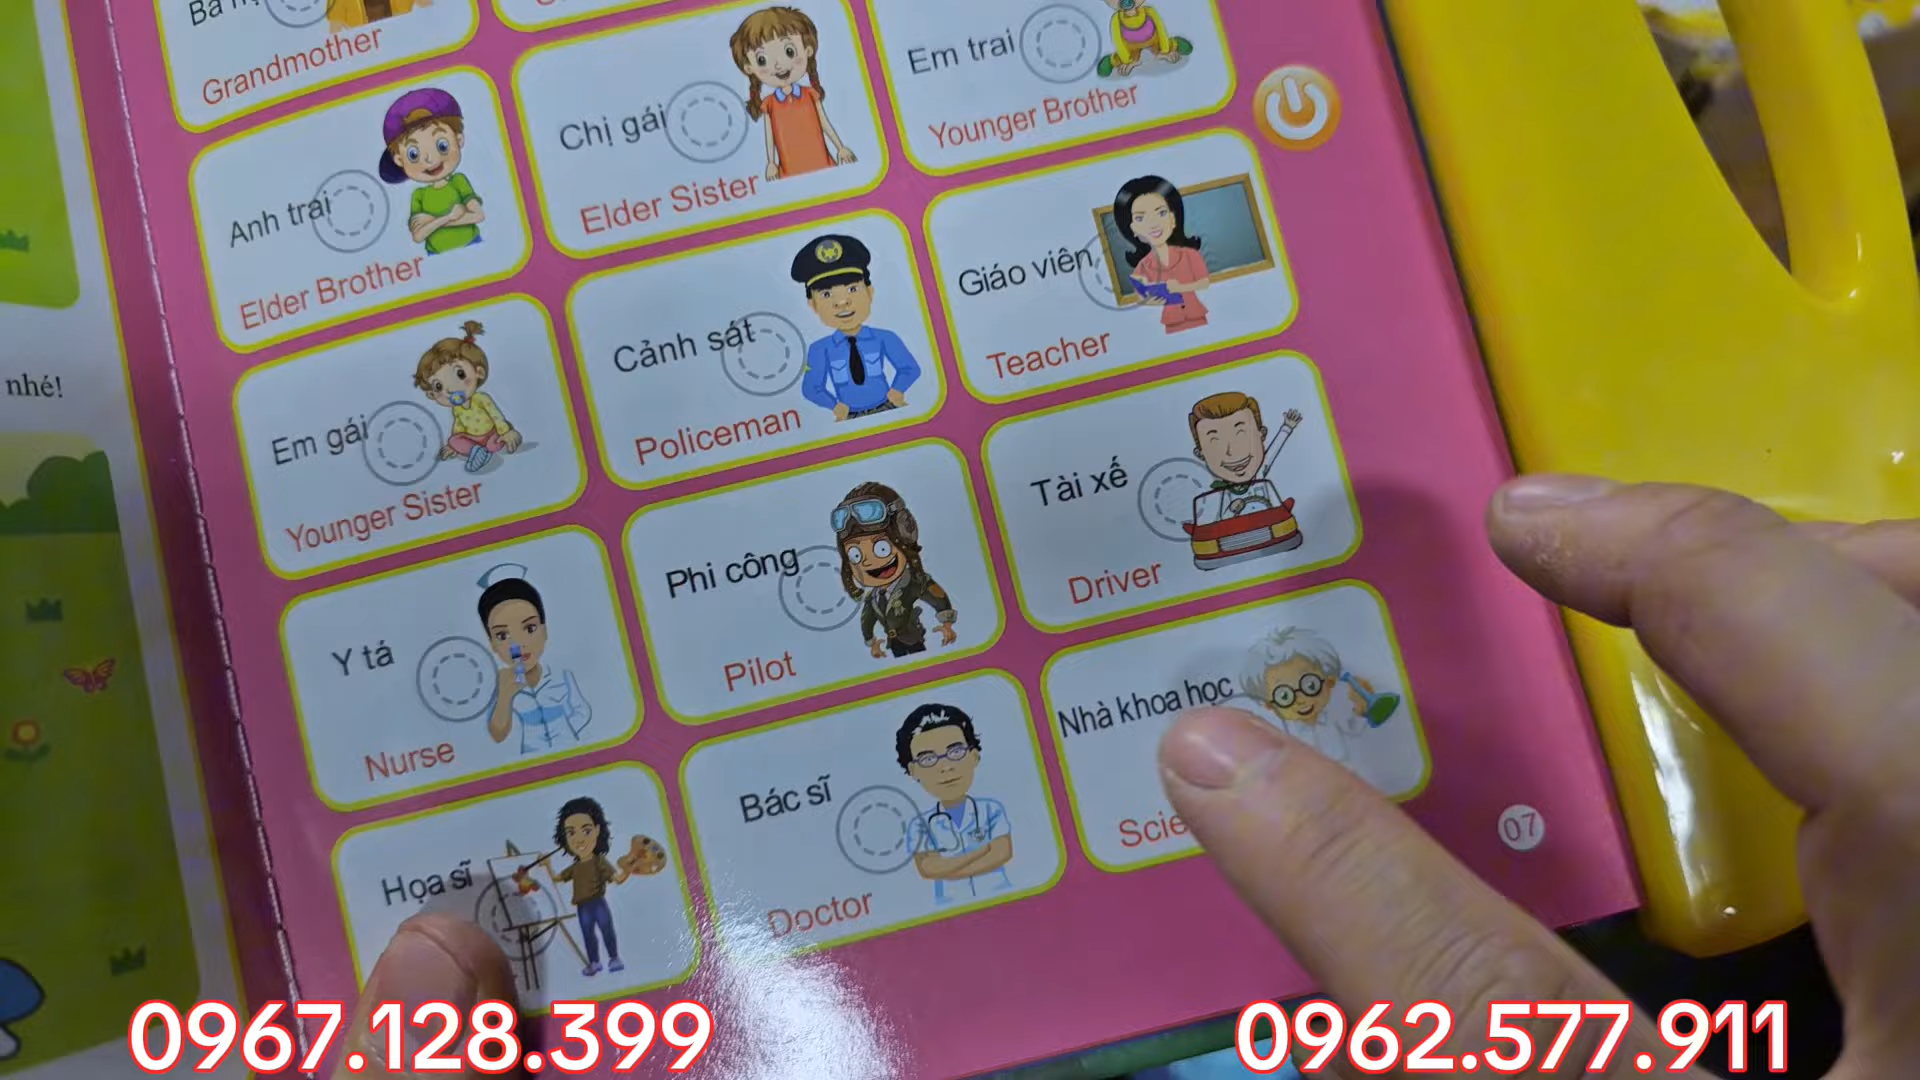 Grandmother
Em trai
Younger Brother
Chị gái
Elder Sister
Anh trai
Elder Brother
Giáo viên
Teacher
Cảnh sát
Policeman
Em gái
Younger Sister
Tài xế
Driver
Phi công
Pilot
Y tá
Nurse
Nhà khoa học
Bác sĩ
Doctor
Họa sĩ
nhé!
07
0967.128.399
0962.577.911